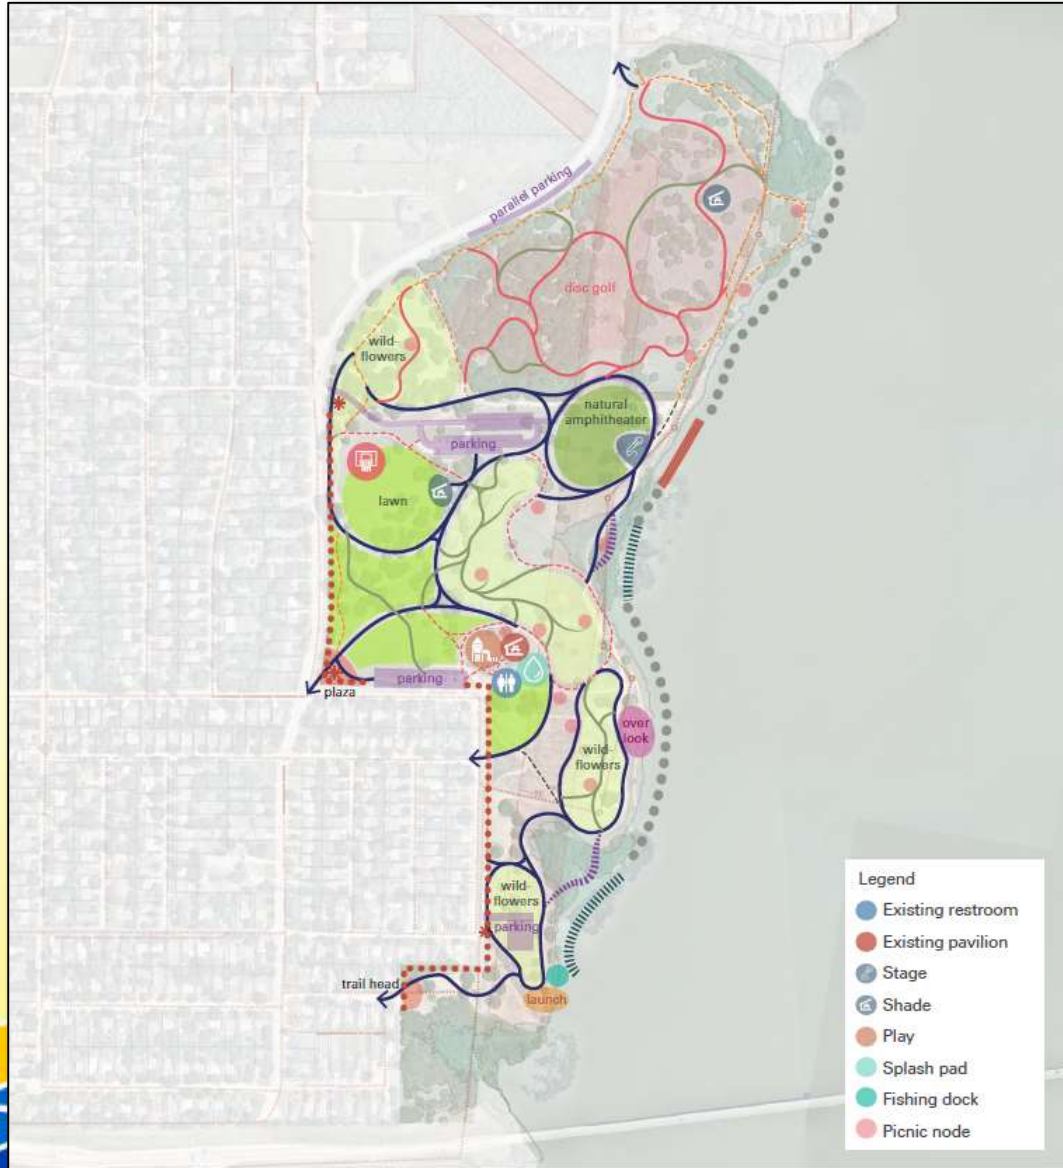 parallel parking
disc golf
wild-
flowers
natural
amphitheater
parking
lawn
parking
plaza
over
look
wild-
flowers
wild-
flowers
parking
trail head
launch
Legend
Existing restroom
Existing pavilion
Stage
Shade
Play
Splash pad
Fishing dock
Picnic node